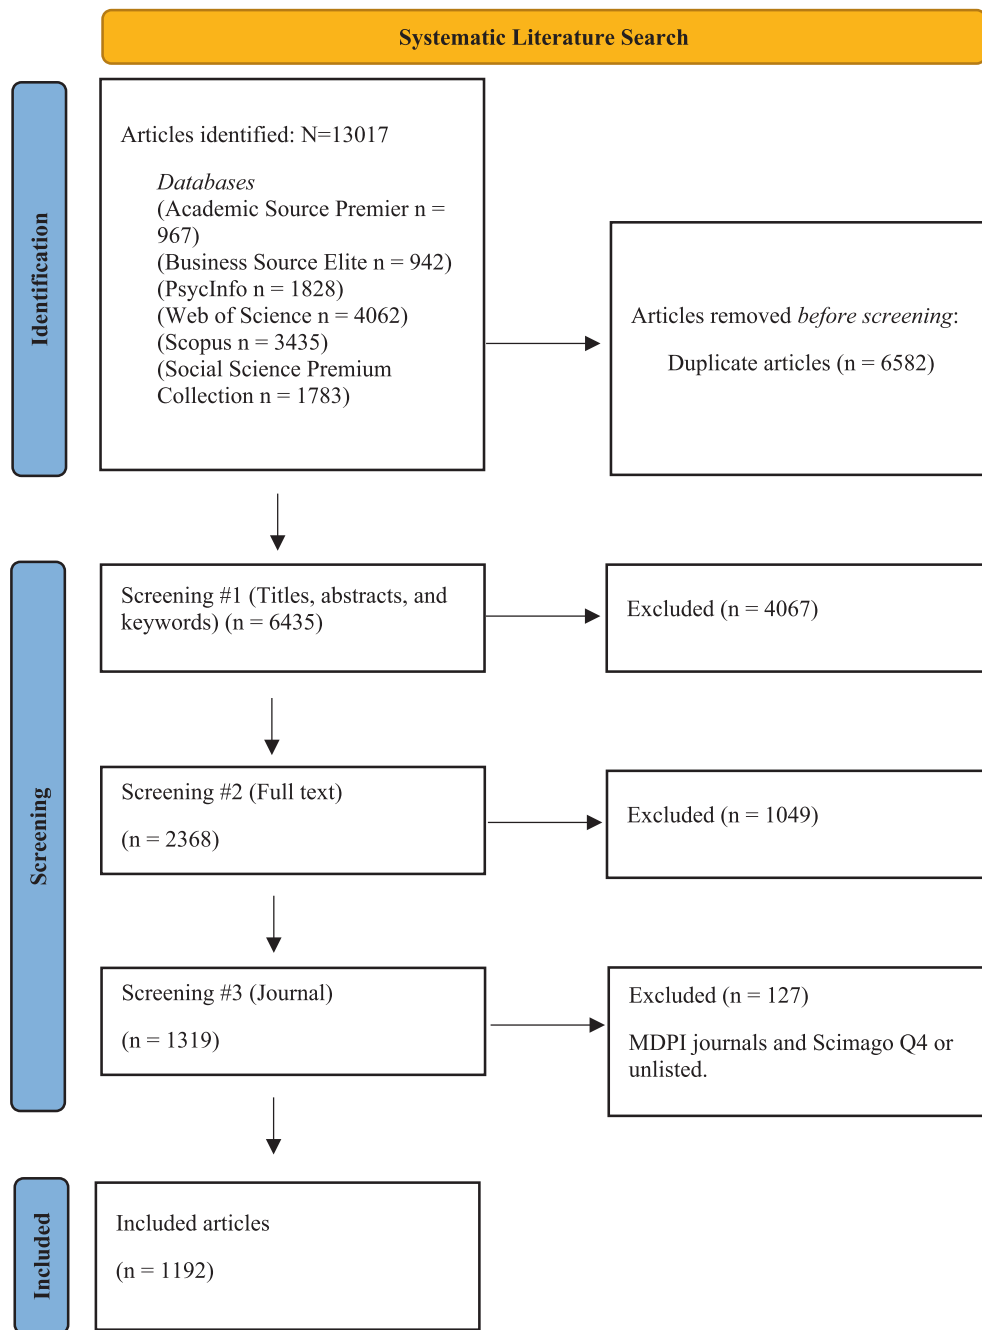 Systematic Literature Search
Identification
Articles identified: N=13017
Databases
(Academic Source Premier n =
967)
(Business Source Elite n = 942)
(PsycInfo n = 1828)
(Web of Science n = 4062)
(Scopus n = 3435)
(Social Science Premium
Collection n = 1783)
Articles removed before screening:
Duplicate articles (n = 6582)
Screening
Screening #1 (Titles, abstracts, and
keywords) (n = 6435)
Excluded (n = 4067)
Screening #2 (Full text)
(n = 2368)
Excluded (n = 1049)
Screening #3 (Journal)
(n = 1319)
Excluded (n = 127)
MDPI journals and Scimago Q4 or
unlisted.
Included
Included articles
(n = 1192)